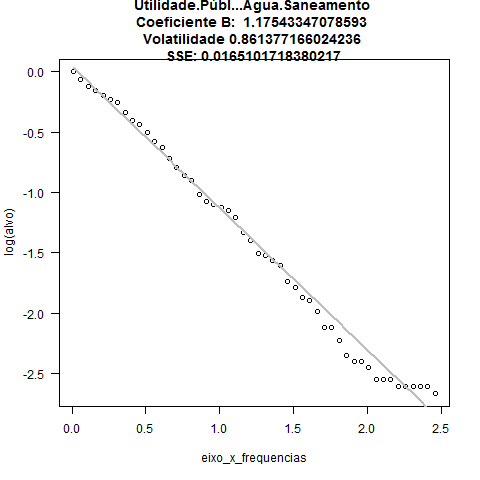 Utilidade.Públ...Agua.Saneamento
Coeficiente B:  1.17543347078593
Volatilidade 0.861377166024236
SSE: 0.0165101718380217
0.0
-0.5
-1.0
-1.5
-2.0
-2.5
log(alvo)
0.0 0.5 1.0 1.5 2.0 2.5
eixo_x_frequencias